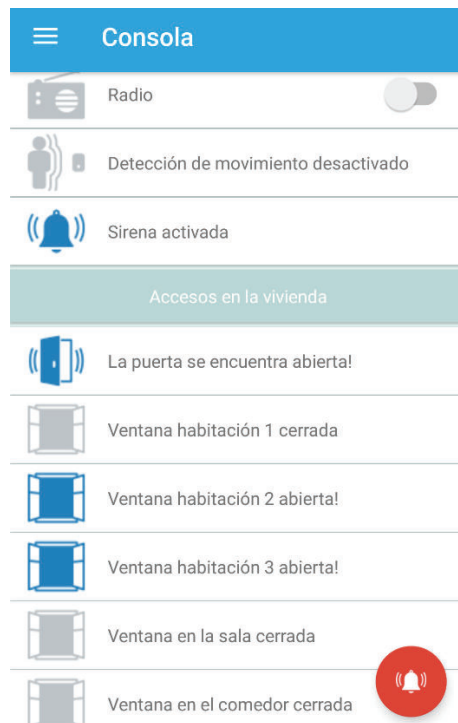 Consola
Radio
Detección de movimiento desactivado
Sirena activada
Accesos en la vivienda
La puerta se encuentra abierta!
Ventana habitación 1 cerrada
Ventana habitación 2 abierta!
Ventana habitación 3 abierta!
Ventana en la sala cerrada
Ventana en el comedor cerrada